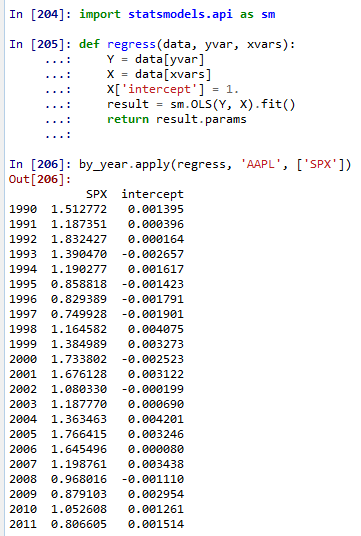 In [204]: import statsmodels.api as sm
In [205]: def regress(data, yvar, xvars):
     ...:     Y = data[yvar]
     ...:     X = data[xvars]
     ...:     X['intercept'] = 1.
     ...:     result = sm.OLS(Y, X).fit()
     ...:     return result.params
     ...:
In [206]: by_year.apply(regress, 'AAPL', ['SPX'])
Out[206]:
           SPX  intercept
1990  1.512772   0.001395
1991  1.187351   0.000396
1992  1.832427   0.000164
1993  1.390470  -0.002657
1994  1.190277   0.001617
1995  0.858818  -0.001423
1996  0.829389  -0.001791
1997  0.749928  -0.001901
1998  1.164582   0.004075
1999  1.384989   0.003273
2000  1.733802  -0.002523
2001  1.676128   0.003122
2002  1.080330  -0.000199
2003  1.187770   0.000690
2004  1.363463   0.004201
2005  1.766415   0.003246
2006  1.645496   0.000080
2007  1.198761   0.003438
2008  0.968016  -0.001110
2009  0.879103   0.002954
2010  1.052608   0.001261
2011  0.806605   0.001514